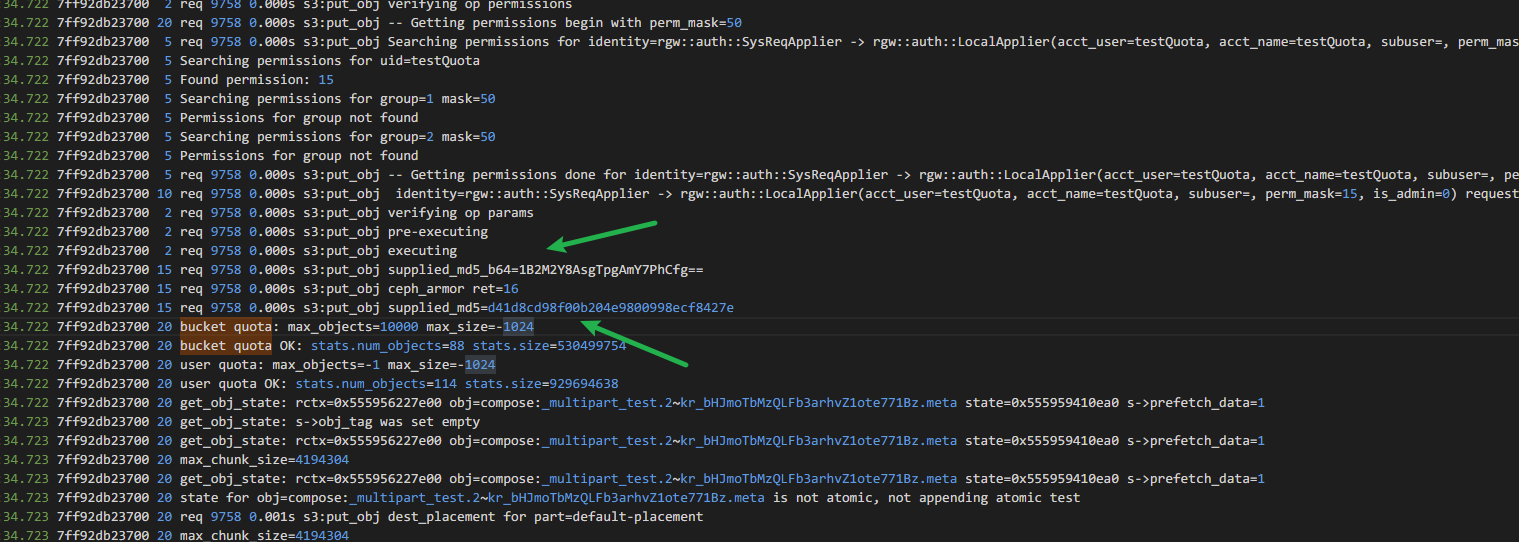 34.722 7ff92db23700  2 req 9758 0.000s s3:put_obj verifying op permissions
34.722 7ff92db23700 20 req 9758 0.000s s3:put_obj -- Getting permissions begin with perm_mask=50
34.722 7ff92db23700  5 req 9758 0.000s s3:put_obj Searching permissions for identity=rgw::auth::SysReqApplier -> rgw::auth::LocalApplier(acct_user=testQuota, acct_name=testQuota, subuser=, perm_mas
34.722 7ff92db23700  5 Searching permissions for uid=testQuota
34.722 7ff92db23700  5 Found permission: 15
34.722 7ff92db23700  5 Searching permissions for group=1 mask=50
34.722 7ff92db23700  5 Permissions for group not found
34.722 7ff92db23700  5 Searching permissions for group=2 mask=50
34.722 7ff92db23700  5 Permissions for group not found
34.722 7ff92db23700  5 req 9758 0.000s s3:put_obj -- Getting permissions done for identity=rgw::auth::SysReqApplier -> rgw::auth::LocalApplier(acct_user=testQuota, acct_name=testQuota, subuser=, pe
34.722 7ff92db23700 10 req 9758 0.000s s3:put_obj  identity=rgw::auth::SysReqApplier -> rgw::auth::LocalApplier(acct_user=testQuota, acct_name=testQuota, subuser=, perm_mask=15, is_admin=0) request
34.722 7ff92db23700  2 req 9758 0.000s s3:put_obj verifying op params
34.722 7ff92db23700  2 req 9758 0.000s s3:put_obj pre-executing
34.722 7ff92db23700  2 req 9758 0.000s s3:put_obj executing
34.722 7ff92db23700 15 req 9758 0.000s s3:put_obj supplied_md5_b64=1B2M2Y8AsgTpgAmY7PhCfg==
34.722 7ff92db23700 15 req 9758 0.000s s3:put_obj ceph_armor ret=16
34.722 7ff92db23700 15 req 9758 0.000s s3:put_obj supplied_md5=d41d8cd98f00b204e9800998ecf8427e
34.722 7ff92db23700 20 bucket quota: max_objects=10000 max_size=-1024
34.722 7ff92db23700 20 bucket quota OK: stats.num_objects=88 stats.size=530499754
34.722 7ff92db23700 20 user quota: max_objects=-1 max_size=-1024
34.722 7ff92db23700 20 user quota OK: stats.num_objects=114 stats.size=929694638
34.722 7ff92db23700 20 get_obj_state: rctx=0x555956227e00 obj=compose:_multipart_test.2~kr_bHJmoTbMzQLFb3arhvZ1ote771Bz.meta state=0x555959410ea0 s->prefetch_data=1
34.723 7ff92db23700 20 get_obj_state: s->obj_tag was set empty
34.723 7ff92db23700 20 get_obj_state: rctx=0x555956227e00 obj=compose:_multipart_test.2~kr_bHJmoTbMzQLFb3arhvZ1ote771Bz.meta state=0x555959410ea0 s->prefetch_data=1
34.723 7ff92db23700 20 max_chunk_size=4194304
34.723 7ff92db23700 20 get_obj_state: rctx=0x555956227e00 obj=compose:_multipart_test.2~kr_bHJmoTbMzQLFb3arhvZ1ote771Bz.meta state=0x555959410ea0 s->prefetch_data=1
34.723 7ff92db23700 20 state for obj=compose:_multipart_test.2~kr_bHJmoTbMzQLFb3arhvZ1ote771Bz.meta is not atomic, not appending atomic test
34.723 7ff92db23700 20 req 9758 0.001s s3:put_obj dest_placement for part=default-placement
34.723 7ff92db23700 20 max_chunk_size=4194304